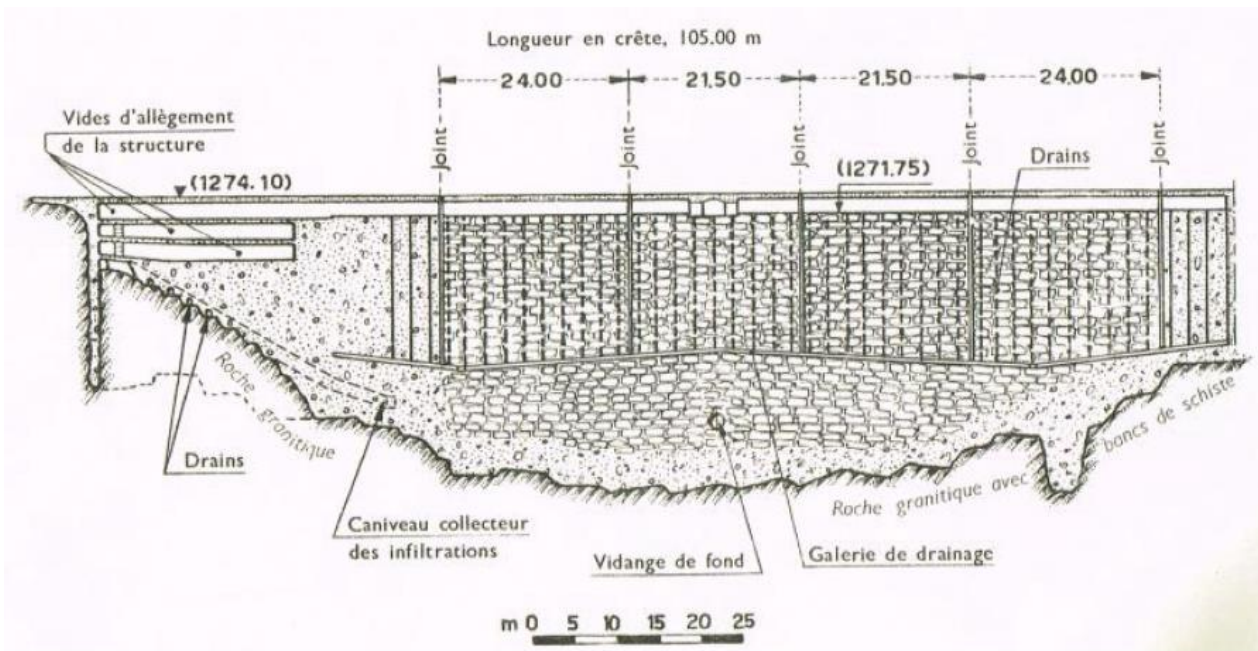 Longueur en crête, 105.00 m
24.00 21.50 21.50 24.00
Vides d'allègement
de la structure
Joint
Joint
Joint
Joint
Joint
Drains
(1274.10)
(1271.75)
Roche
granitique
Drains
Caniveau collecteur
des infiltrations
Vidange de fond
Galerie de drainage
Roche granitique avec
bancs de schiste
m 0 5 10 15 20 25